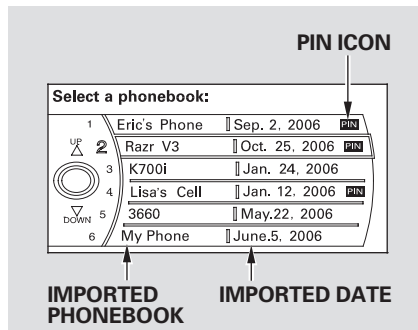 PIN ICON
Select a phonebook:
1 Eric's Phone Sep. 2, 2006 PIN
UP 2 Razr V3 Oct. 25, 2006 PIN
3 K700i Jan. 24, 2006
4 Lisa's Cell Jan. 12, 2006 PIN
DOWN 5 3660 May.22, 2006
6 My Phone June.5, 2006
IMPORTED PHONEBOOK IMPORTED DATE